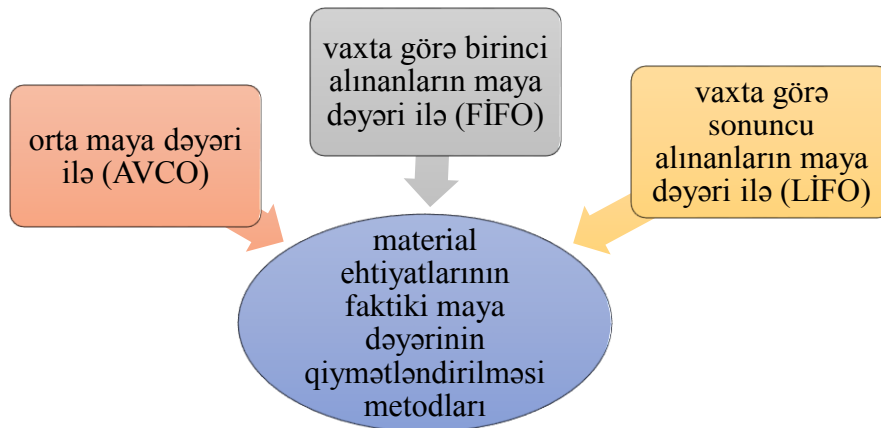 orta maya dəyəri
ilə (AVCO)
vaxta görə birinci
alınanların maya
dəyəri ilə (FİFO)
vaxta görə
sonuncu
alınanların maya
dəyəri ilə (LİFO)
material
ehtiyatlarının
faktiki maya
dəyərinin
qiymətləndirilməsi
metodları